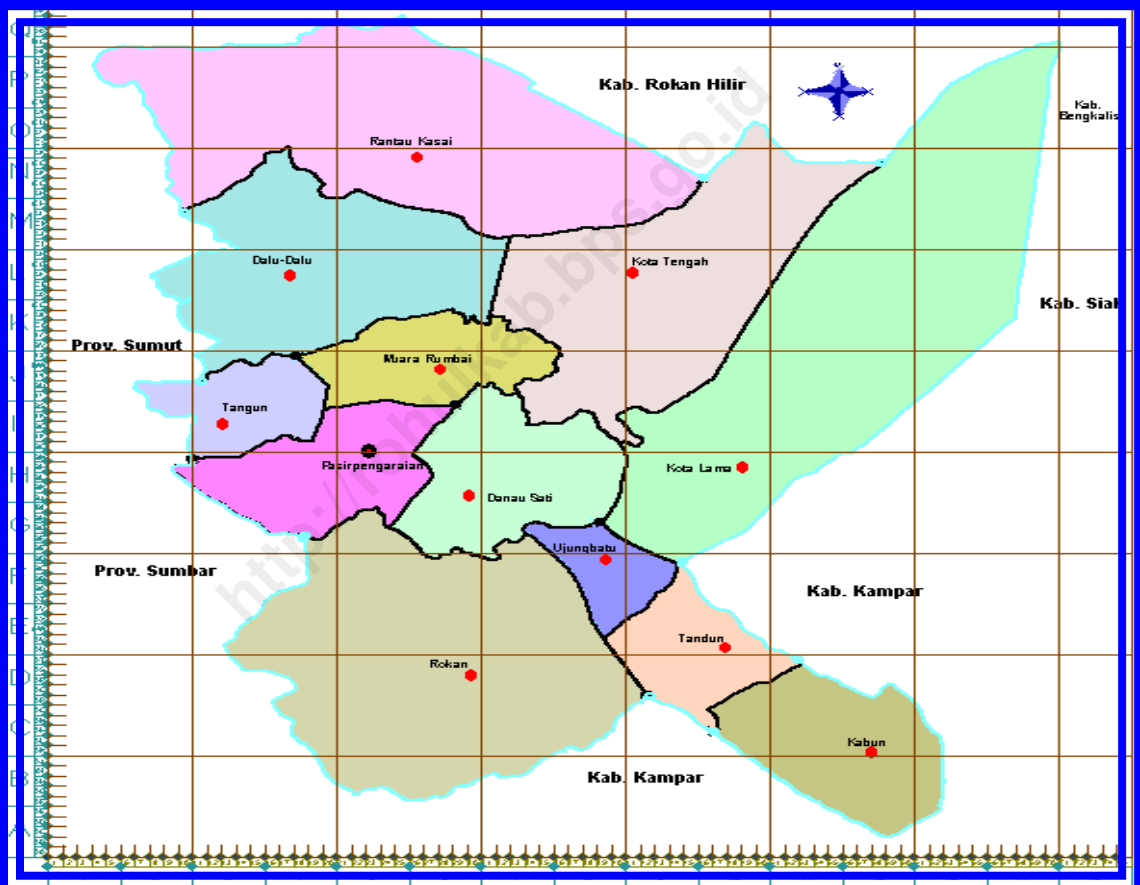 Kab. Rokan Hilir
Kab.
Bengkalis
Rantau Kasai
Dalu-Dalu
Kota Tengah
Kab. Siak
Prov. Sumut
Muara Rumbai
Tangun
Pasirpengaraian
Kota Lama
Danau Sati
Ujungbatu
Prov. Sumbar
Kab. Kampar
Tandun
Rokan
Kabun
Kab. Kampar
http://rohulkab.bps.go.id
Q
P
O
N
M
L
K
J
I
H
G
F
E
D
C
B
A